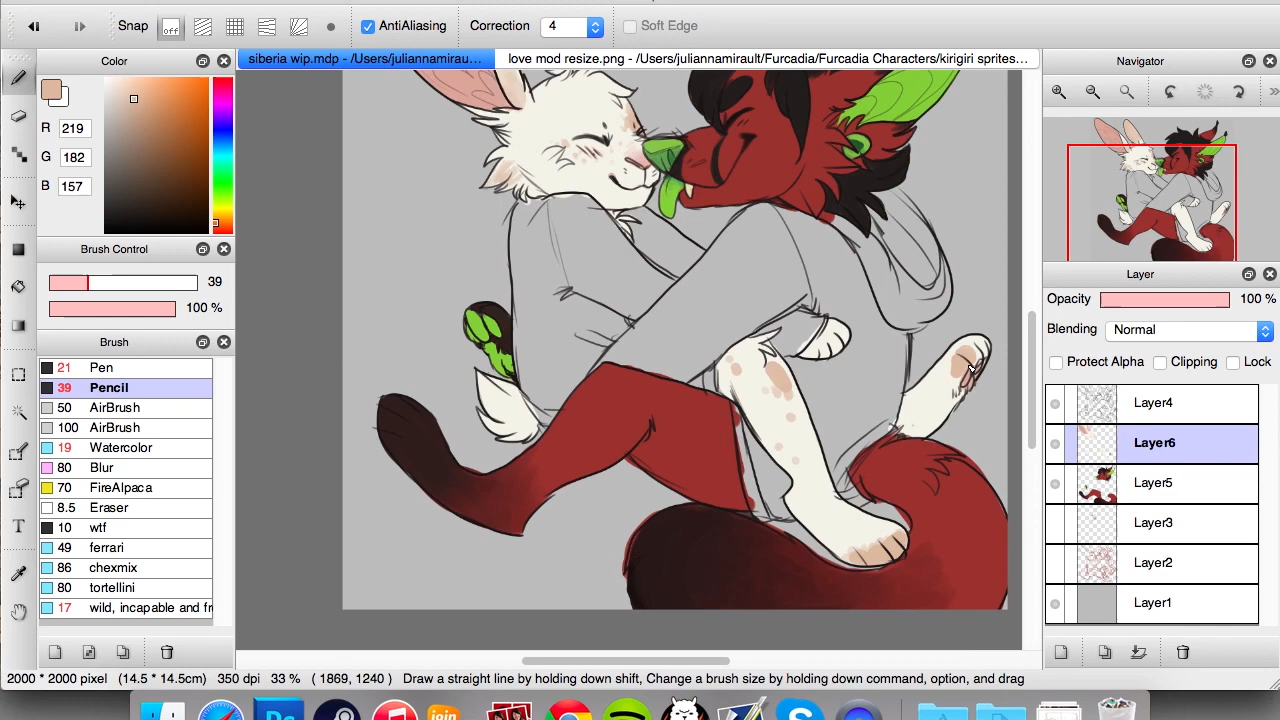 Snap
off
AntiAliasing
Correction
4
Soft Edge
Color
R 219
G 182
B 157
Brush Control
39
100 %
Brush
21 Pen
39 Pencil
50 AirBrush
100 AirBrush
19 Watercolor
80 Blur
70 FireAlpaca
8.5 Eraser
10 wtf
49 ferrari
86 chexmix
80 tortellini
17 wild, incapable and fr
siberia wip.mdp - /Users/juliannamirau...
love mod resize.png - /Users/juliannamirault/Furcadia/Furcadia Characters/kirigiri sprites...
Navigator
Layer
Opacity 100 %
Blending Normal
Protect Alpha Clipping Lock
Layer4
Layer6
Layer5
Layer3
Layer2
Layer1
T
2000 * 2000 pixel (14.5 * 14.5cm) 350 dpi 33 % ( 1869, 1240 ) Draw a straight line by holding down shift, Change a brush size by holding down command, option, and drag
Ps
join
S